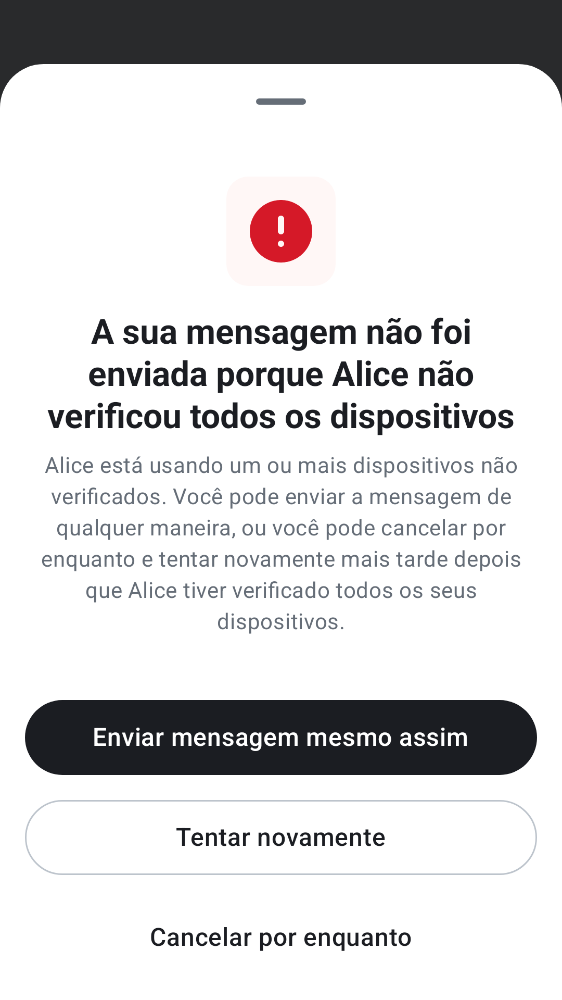 A sua mensagem não foi
enviada porque Alice não
verificou todos os dispositivos
Alice está usando um ou mais dispositivos não
verificados. Você pode enviar a mensagem de
qualquer maneira, ou você pode cancelar por
enquanto e tentar novamente mais tarde depois
que Alice tiver verificado todos os seus
dispositivos.
Enviar mensagem mesmo assim
Tentar novamente
Cancelar por enquanto